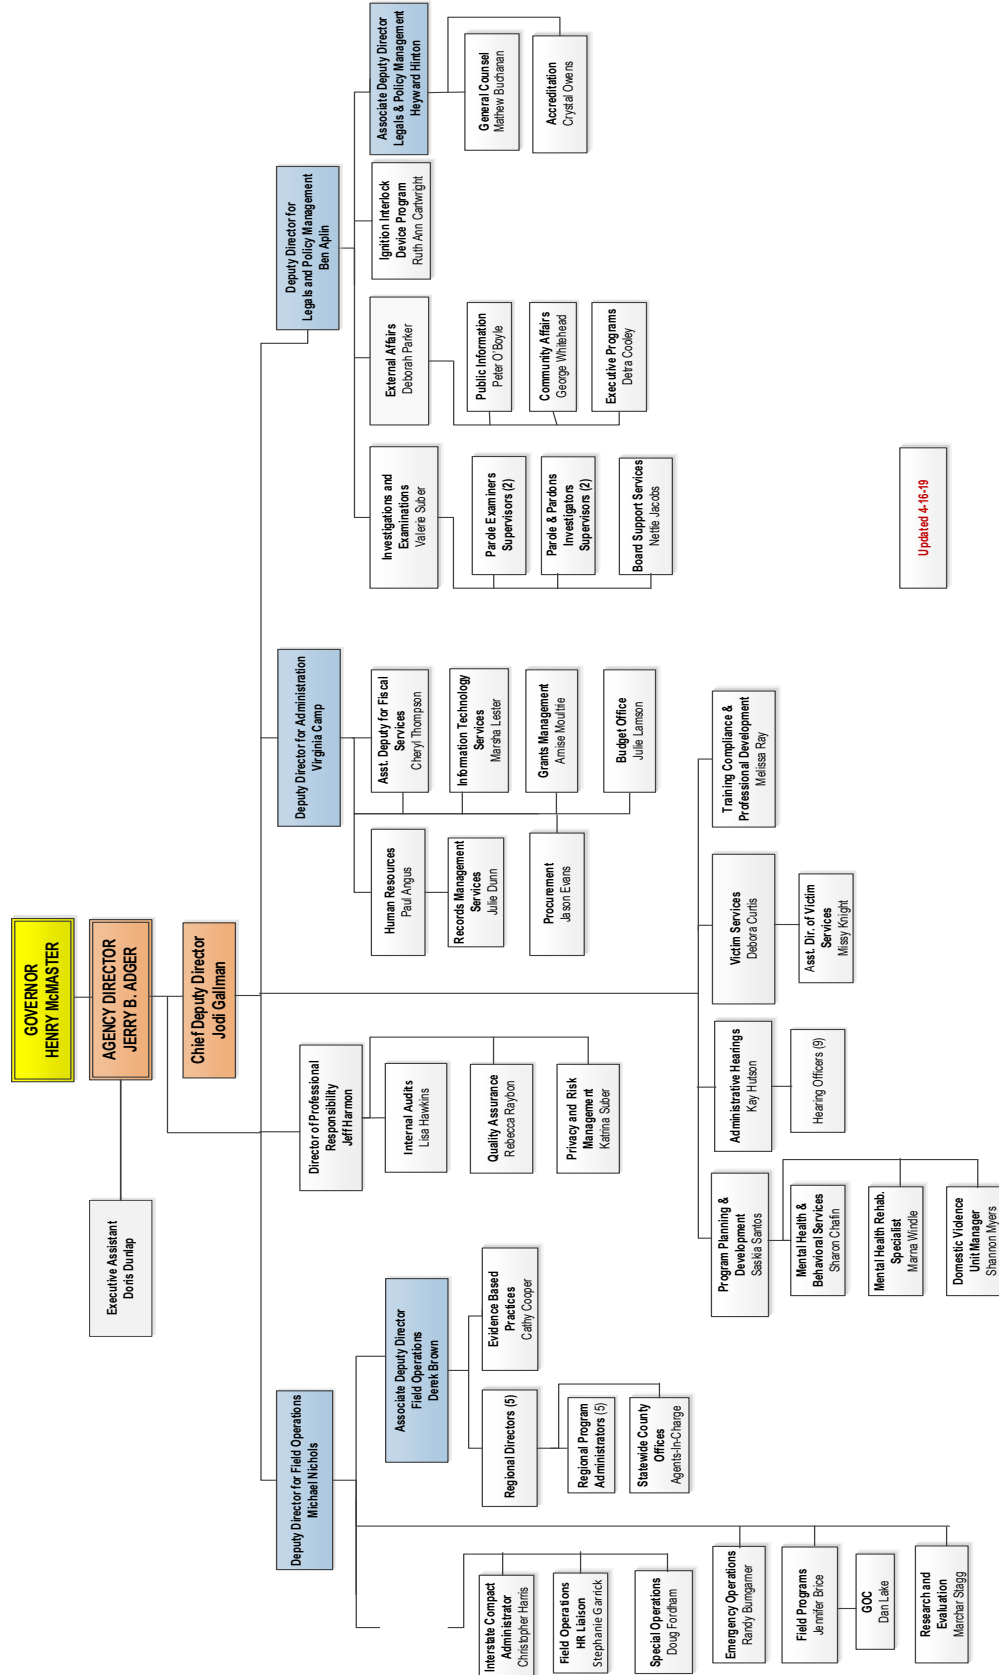 GOVERNOR
HENRY McMASTER
AGENCY DIRECTOR
JERRY B. ADGER
Executive Assistant
Doris Dunlap
Chief Deputy Director
Jodi Gallman
Director of Professional
Responsibility
Jeff Harmon
Internal Audits
Lisa Hawkins
Quality Assurance
Rebecca Raybon
Privacy and Risk
Management
Katrina Suber
Deputy Director for Field Operations
Michael Nichols
Associate Deputy Director
Field Operations
Derek Brown
Regional Directors (5)
Evidence Based
Practices
Cathy Cooper
Regional Program
Administrators (5)
Statewide County
Offices
Agents-In-Charge
Interstate Compact
Administrator
Christopher Harris
Field Operations
HR Liaison
Stephanie Garrick
Special Operations
Doug Fordham
Emergency Operations
Randy Bumgarner
Field Programs
Jennifer Brice
GOC
Dan Lake
Research and
Evaluation
Marchar Stagg
Deputy Director for Administration
Virginia Camp
Human Resources
Paul Angus
Records Management
Services
Julie Dunn
Procurement
Jason Evans
Asst. Deputy for Fiscal
Services
Cheryl Thompson
Information Technology
Services
Marsha Lester
Grants Management
Arnise Moultrie
Budget Office
Julie Lamson
Deputy Director for
Legals and Policy Management
Ben Aplin
Investigations and
Examinations
Valerie Suber
Parole Examiners
Supervisors (2)
Parole & Pardons
Investigators
Supervisors (2)
Board Support Services
Nettie Jacobs
External Affairs
Deborah Parker
Public Information
Peter O'Boyle
Community Affairs
George Whitehead
Executive Programs
Detra Cooley
Ignition Interlock
Device Program
Ruth Ann Cartwright
Associate Deputy Director
Legals & Policy Management
Heyward Hinton
General Counsel
Mathew Buchanan
Accreditation
Crystal Owens
Program Planning &
Development
Saskia Santos
Mental Health &
Behavioral Services
Sharon Chafin
Mental Health Rehab.
Specialist
Marna Windle
Domestic Violence
Unit Manager
Shannon Myers
Administrative Hearings
Kay Hutson
Hearing Officers (9)
Victim Services
Debora Curtis
Asst. Dir. of Victim
Services
Missy Knight
Training Compliance &
Professional Development
Melissa Ray
Updated 4-16-19